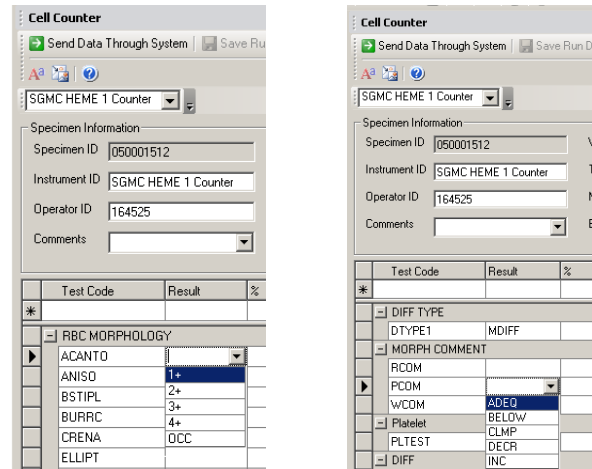 Cell Counter
Send Data Through System Save Ru
Aa
SGMC HEME 1 Counter
Specimen Information
Specimen ID 050001512
Instrument ID SGMC HEME 1 Counter
Operator ID 164525
Comments
Test Code Result %
RBC MORPHOLOGY
ACANTO
ANISO 1+
BSTIPL 2+
3+
BURRC 4+
CRENA OCC
ELLIPT
Cell Counter
Send Data Through System Save Run D
Aa
SGMC HEME 1 Counter
Specimen Information
Specimen ID 050001512 V
Instrument ID SGMC HEME 1 Counter T
Operator ID 164525 N
Comments E
Test Code Result %
DIFF TYPE
DTYPE1 MDIFF
MORPH COMMENT
RCOM
PCOM
WCOM ADEQ
Platelet BELOW
PLTEST CLMP
DECR
DIFF INC